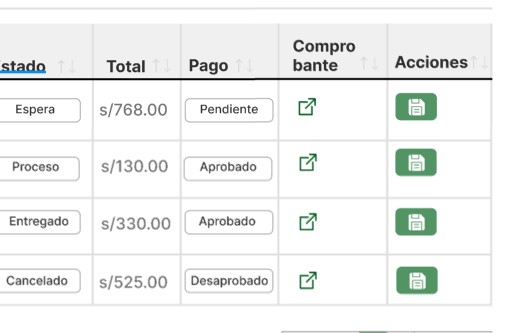 stado Total Pago Compro
bante Acciones
Espera s/768.00 Pendiente
Proceso s/130.00 Aprobado
Entregado s/330.00 Aprobado
Cancelado s/525.00 Desaprobado